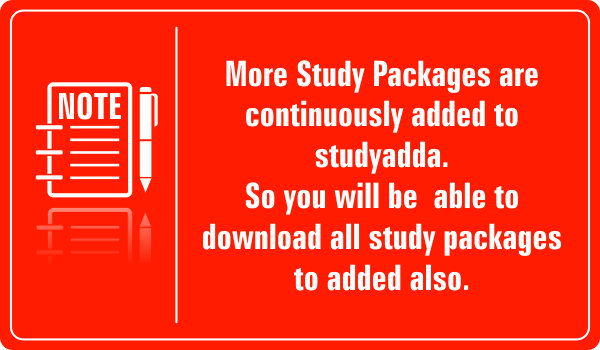 NOTE
More Study Packages are
continuously added to
studyadda.
So you will be able to
download all study packages
to added also.